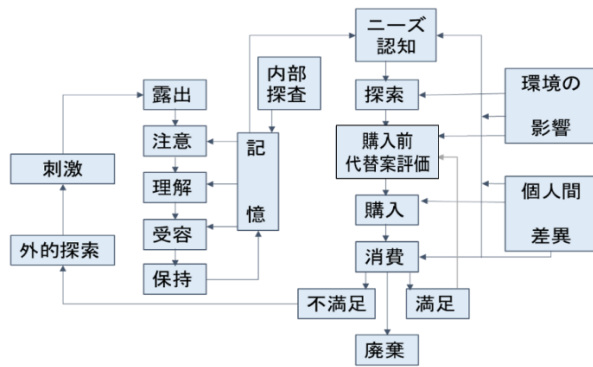 ニーズ
認知
内部
探査
露出
探索
環境の
影響
注意
記
憶
購入前
代替案評価
刺激
理解
個人間
差異
購入
受容
外的探索
消費
保持
不満足
満足
廃棄